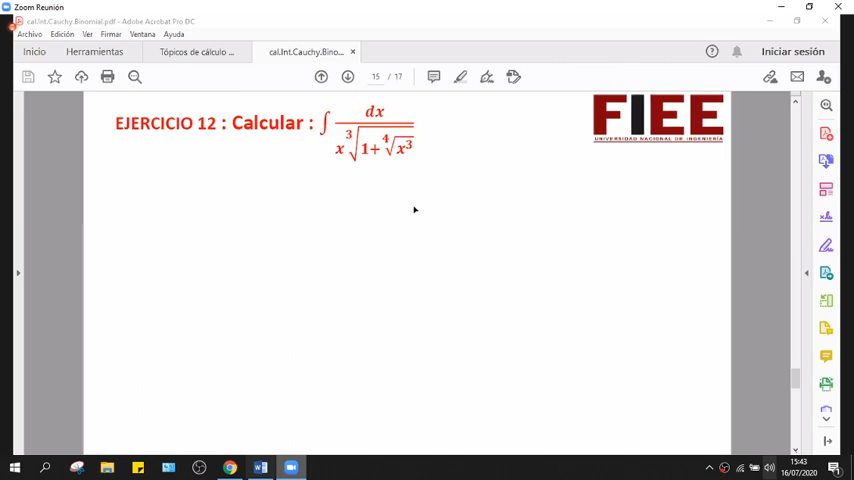 Zoom Reunión
cal.Int.Cauchy.Binomial.pdf - Adobe Acrobat Pro DC
Archivo Edición Ver Firmar Ventana Ayuda
Inicio Herramientas Tópicos de cálculo ... cal.Int.Cauchy.Bino... × Iniciar sesión
15 / 17
EJERCICIO 12 : Calcular : ∫ dx / (x ∛(1+ ∜(x³)))
FIEE
UNIVERSIDAD NACIONAL DE INGENIERÍA
15:43
16/07/2020